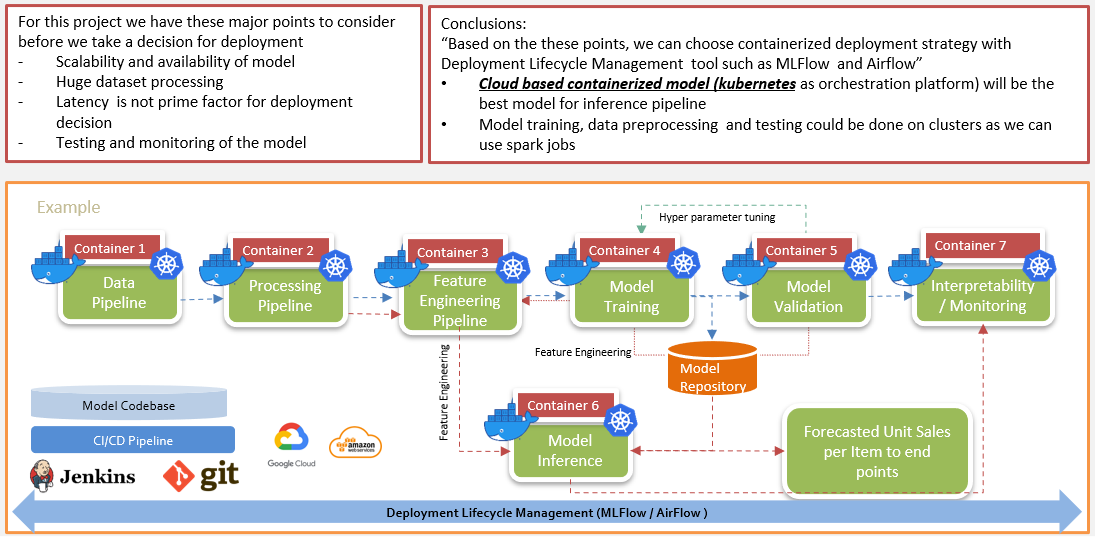 For this project we have these major points to consider
before we take a decision for deployment
- Scalability and availability of model
- Huge dataset processing
- Latency is not prime factor for deployment
decision
- Testing and monitoring of the model
Conclusions:
“Based on the these points, we can choose containerized deployment strategy with
Deployment Lifecycle Management tool such as MLFlow and Airflow”
• Cloud based containerized model (kubernetes as orchestration platform) will be the
best model for inference pipeline
• Model training, data preprocessing and testing could be done on clusters as we can
use spark jobs
Example
Hyper parameter tuning
Container 1
Data
Pipeline
Container 2
Processing
Pipeline
Container 3
Feature
Engineering
Pipeline
Container 4
Model
Training
Container 5
Model
Validation
Container 7
Interpretability
/ Monitoring
Feature Engineering
Feature Engineering
Model
Repository
Container 6
Model
Inference
Forecasted Unit Sales
per Item to end
points
Model Codebase
CI/CD Pipeline
Jenkins
git
Google Cloud
amazon
webservices
Deployment Lifecycle Management (MLFlow / AirFlow )